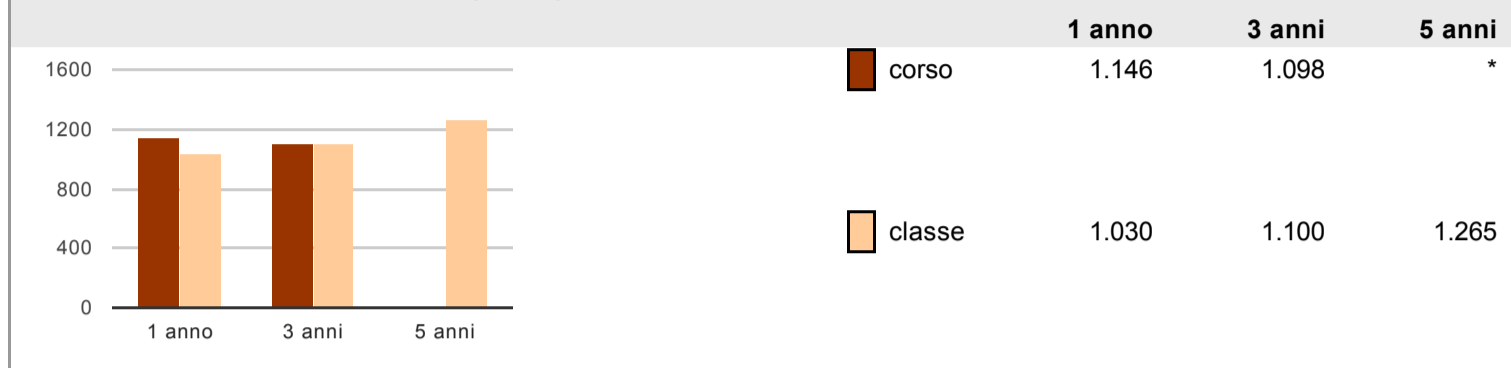 1 anno 3 anni 5 anni
1600
1200
800
400
0
1 anno 3 anni 5 anni
corso 1.146 1.098 *
classe 1.030 1.100 1.265